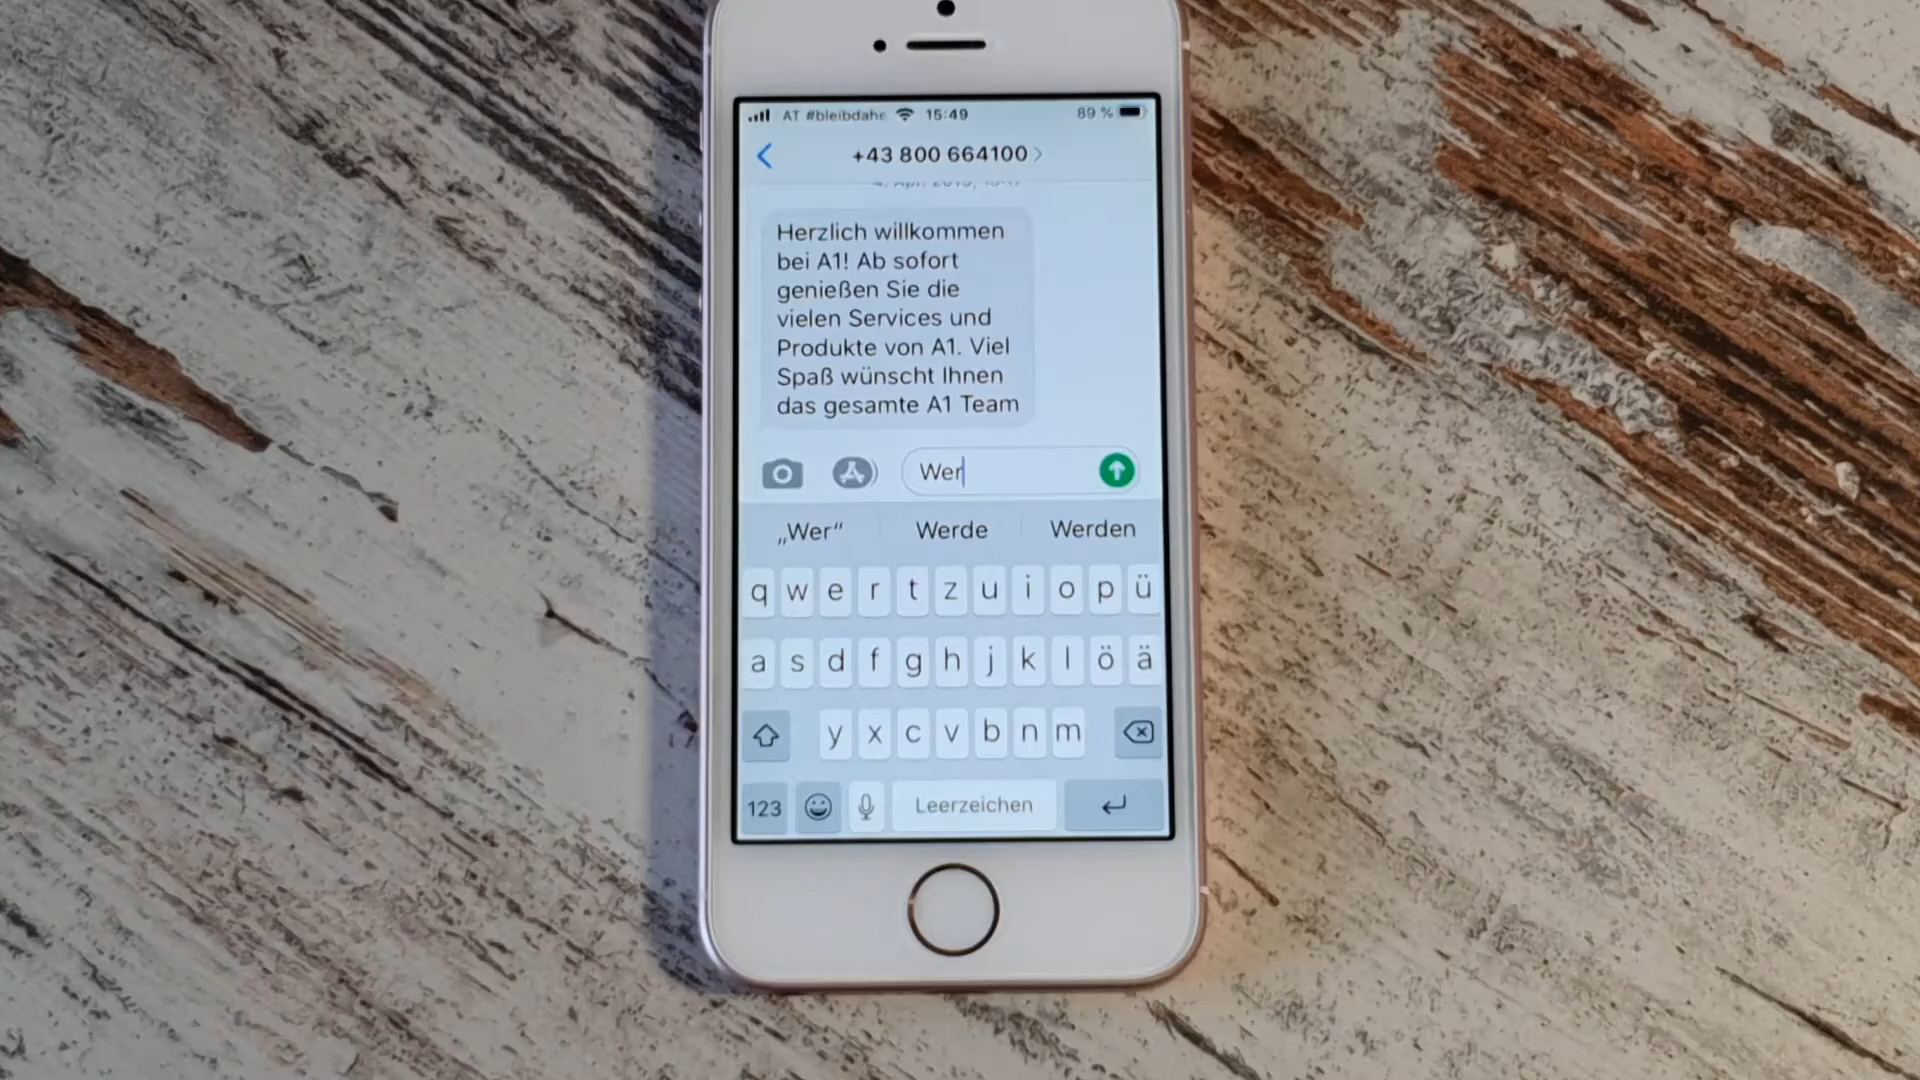 AT #bleibdahe 15:49 89 %
+43 800 664100
Herzlich willkommen
bei A1! Ab sofort
genießen Sie die
vielen Services und
Produkte von A1. Viel
Spaß wünscht Ihnen
das gesamte A1 Team
Wer
„Wer“ Werde Werden
q w e r t z u i o p ü
a s d f g h j k l ö ä
y x c v b n m
123 Leerzeichen